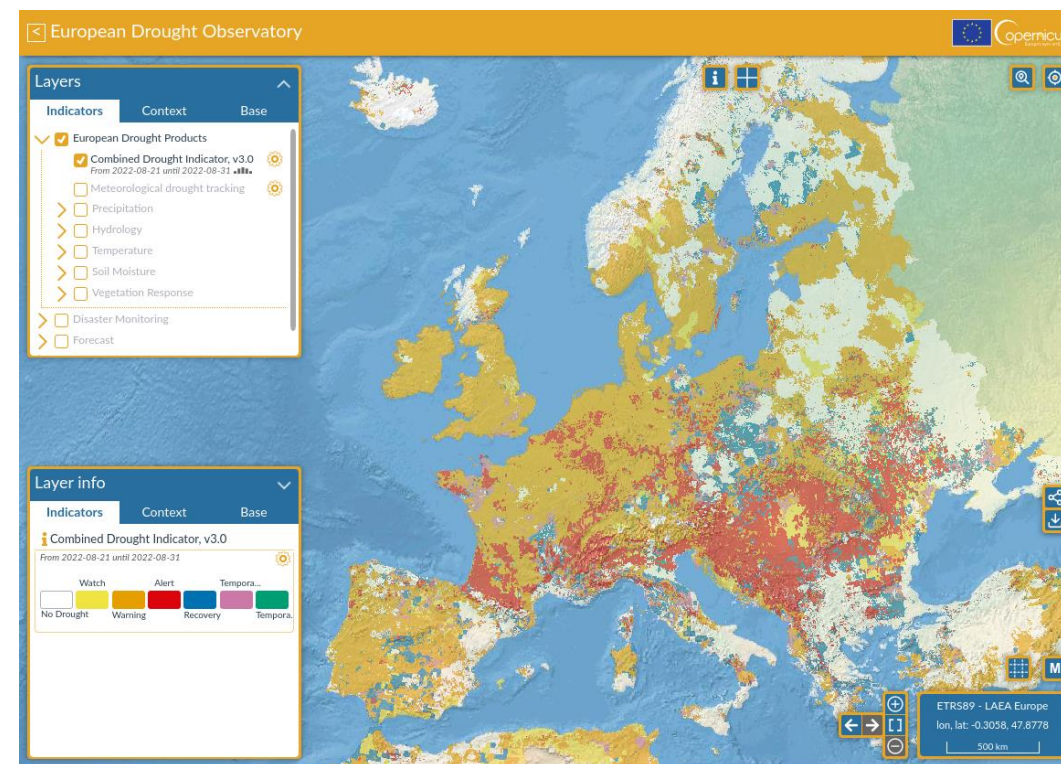 < European Drought Observatory
opernicu
Layers
Indicators Context Base
European Drought Products
Combined Drought Indicator, v3.0
From 2022-08-21 until 2022-08-31
Meteorological drought tracking
Precipitation
Hydrology
Temperature
Soil Moisture
Vegetation Response
Disaster Monitoring
Forecast
Layer info
Indicators Context Base
Combined Drought Indicator, v3.0
From 2022-08-21 until 2022-08-31
Watch Alert Tempora...
No Drought Warning Recovery Tempora.
M
ETRS89 - LAEA Europe
lon, lat: -0.3058, 47.8778
500 km